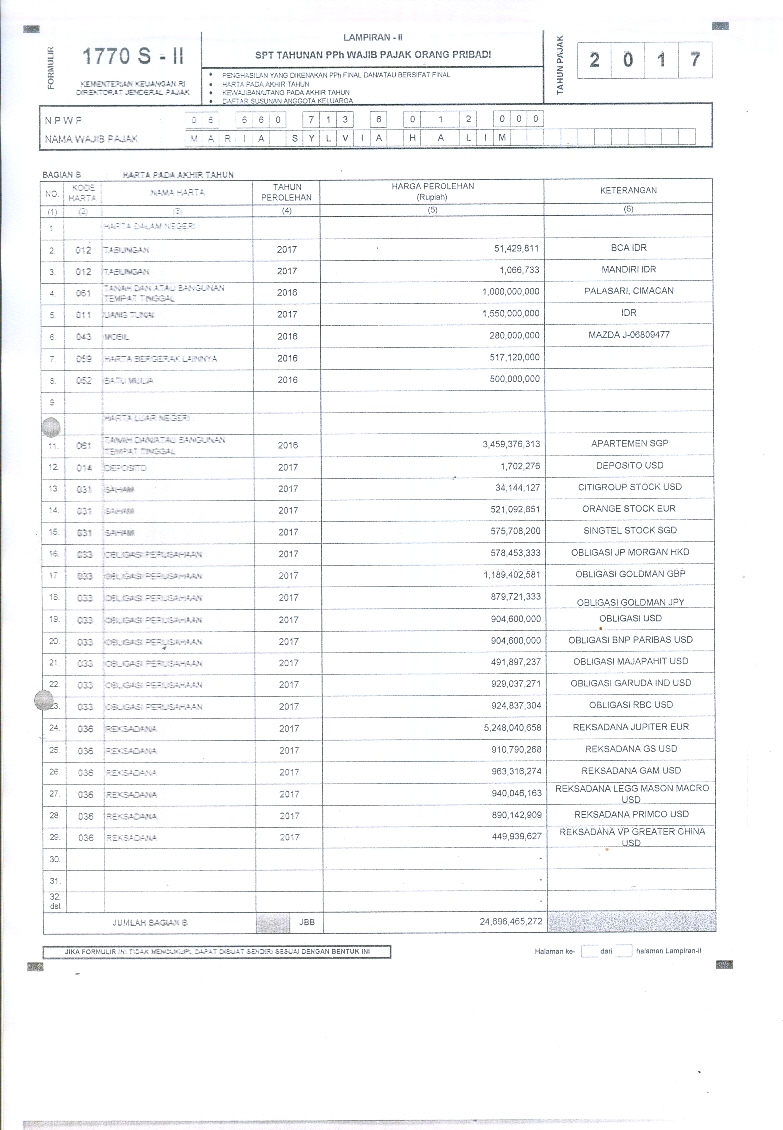 FORMULIR
1770 S - II
KEMENTERIAN KEUANGAN RI
DIREKTORAT JENDERAL PAJAK
LAMPIRAN - II
SPT TAHUNAN PPh WAJIB PAJAK ORANG PRIBADI
• PENGHASILAN YANG DIKENAKAN PPh FINAL DAN/ATAU BERSIFAT FINAL
• HARTA PADA AKHIR TAHUN
• KEWAJIBAN/UTANG PADA AKHIR TAHUN
• DAFTAR SUSUNAN ANGGOTA KELUARGA
TAHUN PAJAK
2 0 1 7
N P W P 713 6 0 1 2 0 0 0
NAMA WAJIB PAJAK M A R I A S Y L V I A H A L I M
BAGIAN B HARTA PADA AKHIR TAHUN
NO. KODE HARTA NAMA HARTA TAHUN PEROLEHAN HARGA PEROLEHAN (Rupiah) KETERANGAN
(1) (2) (3) (4) (5) (6)
1 HARTA DALAM NEGERI
2. 012 TABUNGAN 2017 51,429,811 BCA IDR
3. 012 TABUNGAN 2017 1,066,733 MANDIRI IDR
4. 061 TANAH DAN ATAU BANGUNAN TEMPAT TINGGAL 2016 1,000,000,000 PALASARI, CIMACAN
5. 011 UANG TUNAI 2017 1,550,000,000 IDR
6. 043 MOBIL 2016 280,000,000 MAZDA J-06809477
7. 059 HARTA BERGERAK LAINNYA 2016 517,120,000
8. 052 BATU MULIA 2016 500,000,000
9.
HARTA LUAR NEGERI
11. 061 TANAH DAN/ATAU BANGUNAN TEMPAT TINGGAL 2016 3,459,376,313 APARTEMEN SGP
12. 014 DEPOSITO 2017 1,702,276 DEPOSITO USD
13. 031 SAHAM 2017 34,144,127 CITIGROUP STOCK USD
14. 031 SAHAM 2017 521,092,651 ORANGE STOCK EUR
15. 031 SAHAM 2017 575,708,200 SINGTEL STOCK SGD
16. 033 OBLIGASI PERUSAHAAN 2017 578,453,333 OBLIGASI JP MORGAN HKD
17. 033 OBLIGASI PERUSAHAAN 2017 1,189,402,581 OBLIGASI GOLDMAN GBP
18. 033 OBLIGASI PERUSAHAAN 2017 879,721,333 OBLIGASI GOLDMAN JPY
19. 033 OBLIGASI PERUSAHAAN 2017 904,600,000 OBLIGASI USD
20. 033 OBLIGASI PERUSAHAAN 2017 904,600,000 OBLIGASI BNP PARIBAS USD
21. 033 OBLIGASI PERUSAHAAN 2017 491,897,237 OBLIGASI MAJAPAHIT USD
22. 033 OBLIGASI PERUSAHAAN 2017 929,037,271 OBLIGASI GARUDA IND USD
23. 033 OBLIGASI PERUSAHAAN 2017 924,837,304 OBLIGASI RBC USD
24. 036 REKSADANA 2017 5,248,040,658 REKSADANA JUPITER EUR
25. 036 REKSADANA 2017 910,790,268 REKSADANA GS USD
26. 036 REKSADANA 2017 963,316,274 REKSADANA GAM USD
27. 036 REKSADANA 2017 940,046,163 REKSADANA LEGG MASON MACRO USD
28 036 REKSADANA 2017 890,142,909 REKSADANA PRIMCO USD
29. 036 REKSADANA 2017 449,939,627 REKSADANA VP GREATER CHINA USD
30. -
31. -
32. dst -
JUMLAH BAGIAN B JBB 24,696,465,272
JIKA FORMULIR INI TIDAK MENCUKUPI, DAPAT DIBUAT SENDIRI SESUAI DENGAN BENTUK INI
Halaman ke- dari halaman Lampiran-II